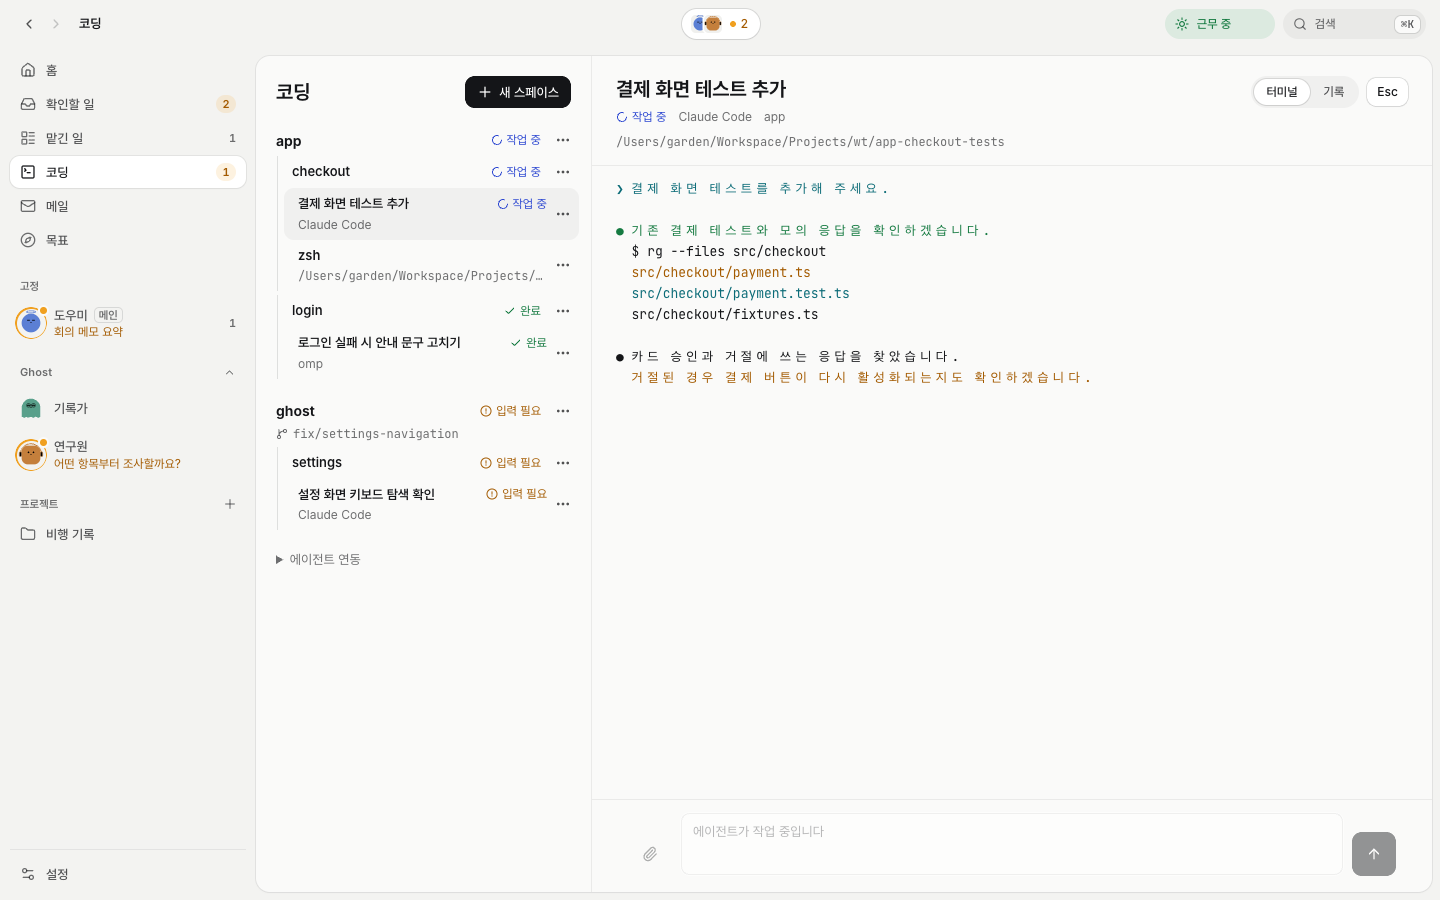 코딩
2
근무 중
검색
⌘K
홈
확인할 일
2
맡긴 일
1
코딩
1
메일
목표
고정
도우미
메인
회의 메모 요약
1
Ghost
기록가
연구원
어떤 항목부터 조사할까요?
프로젝트
비행 기록
설정
코딩
새 스페이스
app
작업 중
checkout
작업 중
결제 화면 테스트 추가
작업 중
Claude Code
zsh
/Users/garden/Workspace/Projects/…
login
완료
로그인 실패 시 안내 문구 고치기
완료
omp
ghost
입력 필요
fix/settings-navigation
settings
입력 필요
설정 화면 키보드 탐색 확인
입력 필요
Claude Code
에이전트 연동
결제 화면 테스트 추가
작업 중 Claude Code app
/Users/garden/Workspace/Projects/wt/app-checkout-tests
터미널
기록
Esc
❯ 결제 화면 테스트를 추가해 주세요.
● 기존 결제 테스트와 모의 응답을 확인하겠습니다.
$ rg --files src/checkout
src/checkout/payment.ts
src/checkout/payment.test.ts
src/checkout/fixtures.ts
● 카드 승인과 거절에 쓰는 응답을 찾았습니다.
거절된 경우 결제 버튼이 다시 활성화되는지도 확인하겠습니다.
에이전트가 작업 중입니다